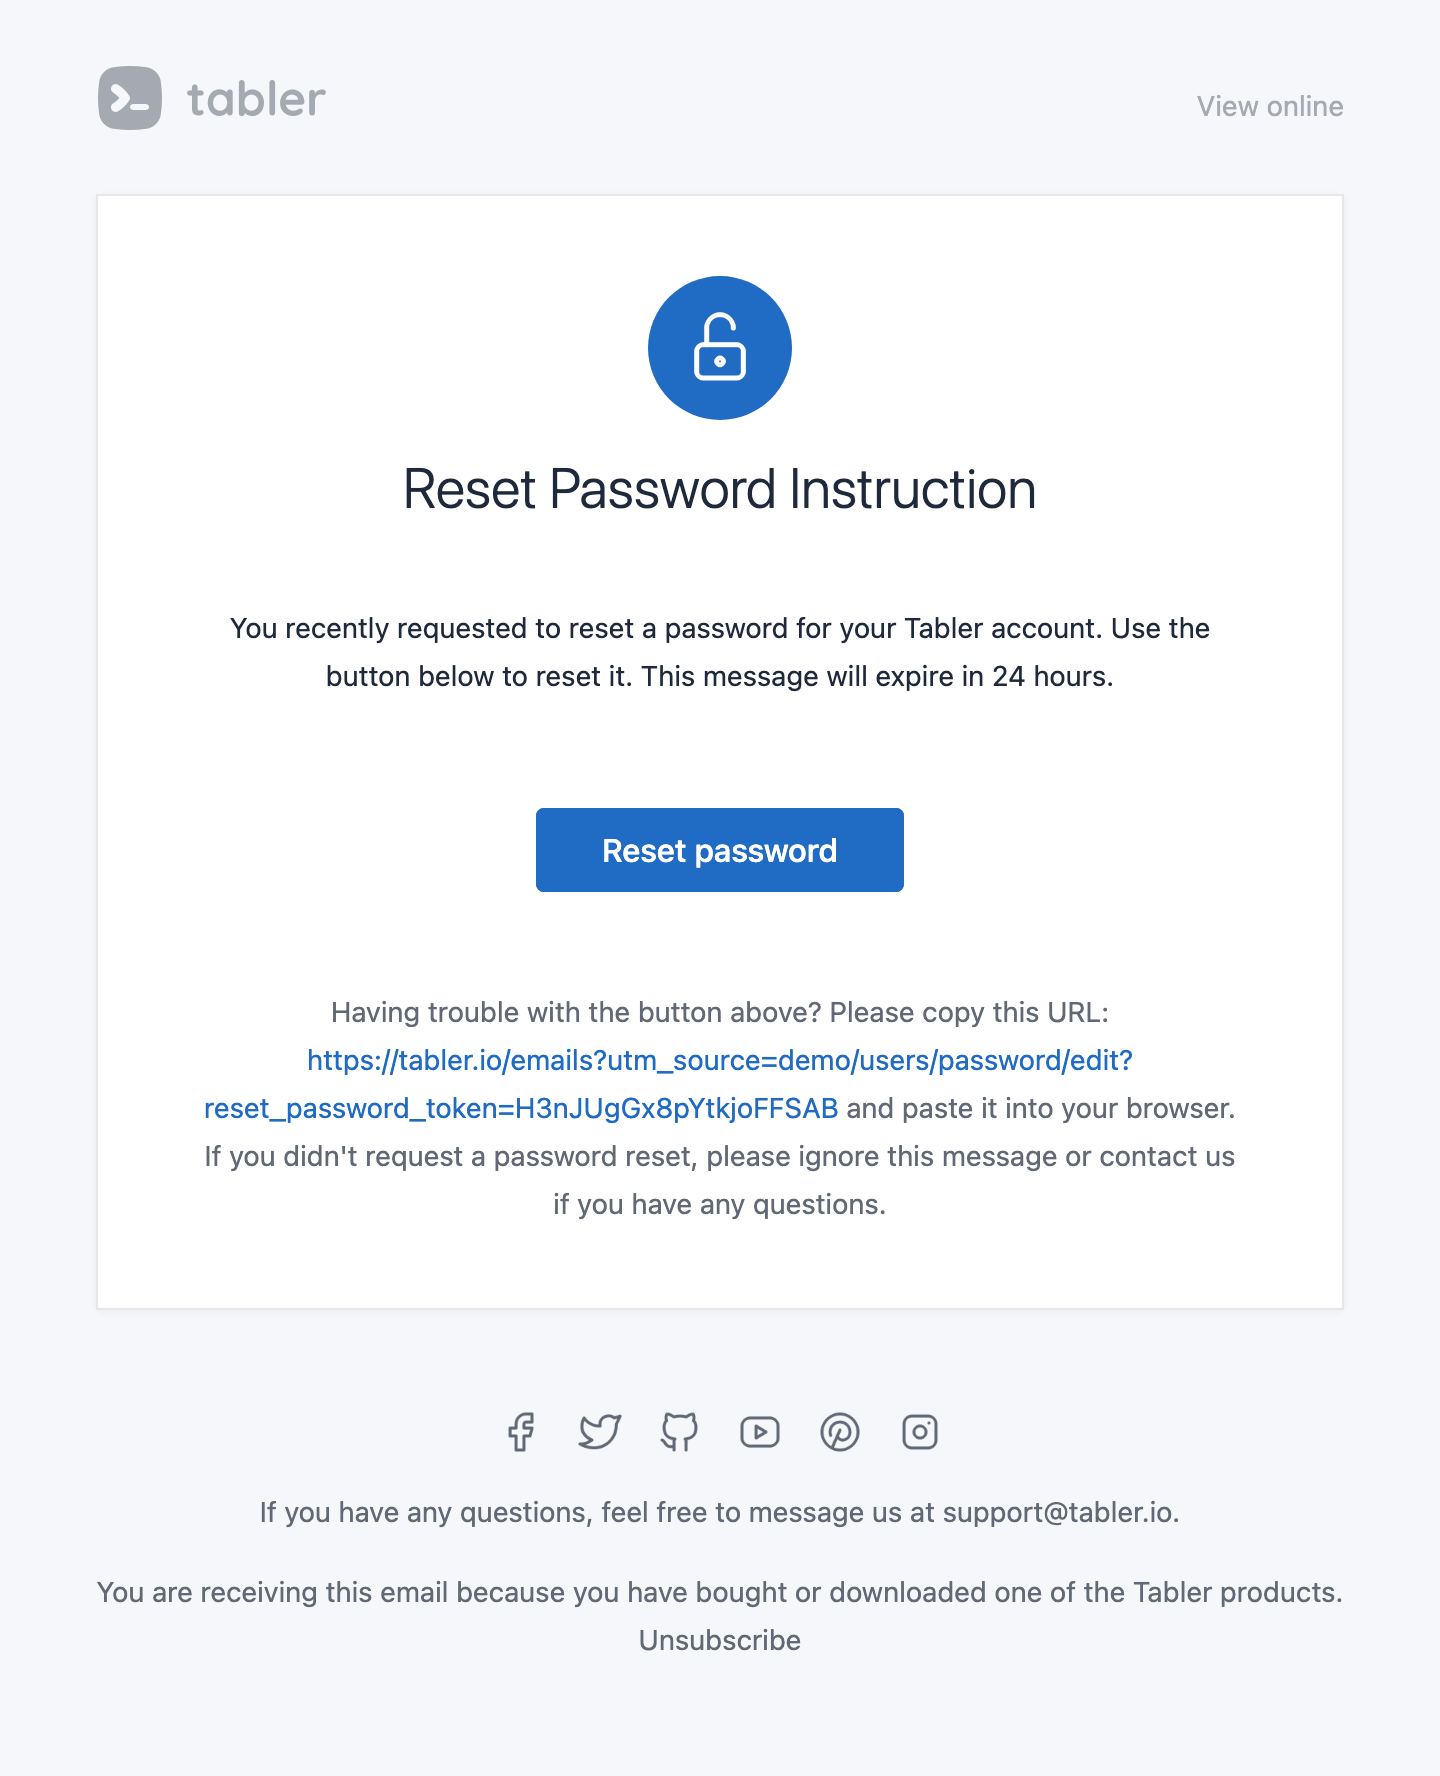 tabler
View online
Reset Password Instruction
You recently requested to reset a password for your Tabler account. Use the
button below to reset it. This message will expire in 24 hours.
Reset password
Having trouble with the button above? Please copy this URL:
https://tabler.io/emails?utm_source=demo/users/password/edit?
reset_password_token=H3nJUgGx8pYtkjoFFSAB and paste it into your browser.
If you didn't request a password reset, please ignore this message or contact us
if you have any questions.
If you have any questions, feel free to message us at support@tabler.io.
You are receiving this email because you have bought or downloaded one of the Tabler products.
Unsubscribe